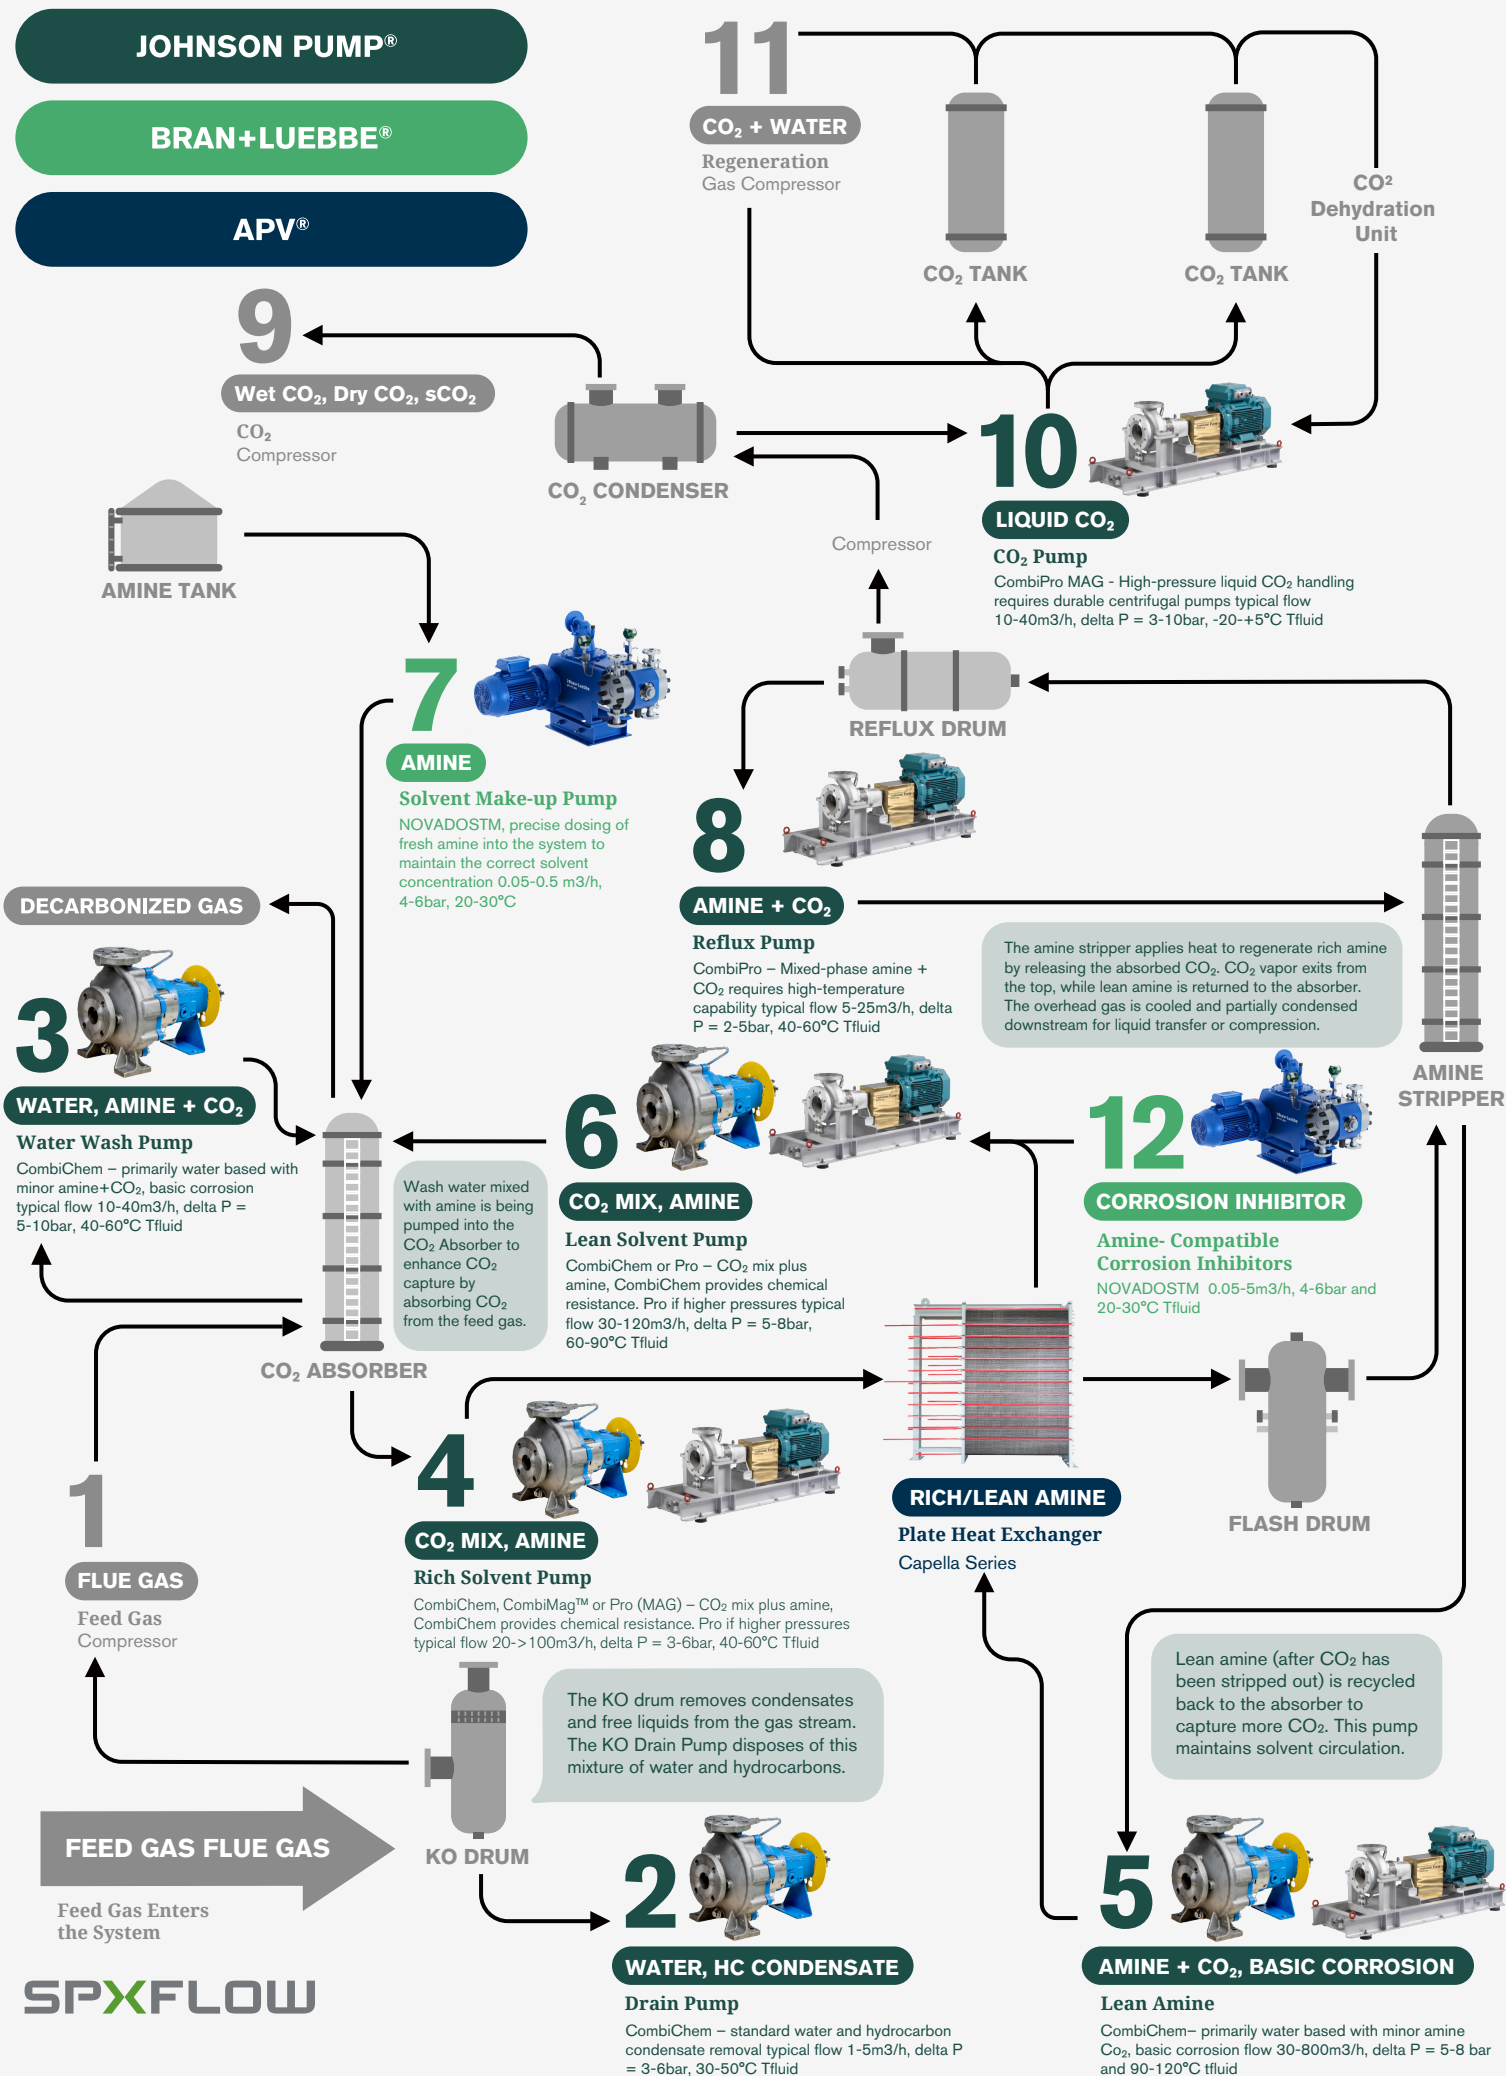 JOHNSON PUMP®
BRAN+LUEBBE®
APV®
11
CO₂ + WATER
Regeneration
Gas Compressor
CO₂ TANK
CO₂ TANK
CO²
Dehydration
Unit
9
Wet CO₂, Dry CO₂, sCO₂
CO₂
Compressor
CO₂ CONDENSER
10
LIQUID CO₂
CO₂ Pump
CombiPro MAG - High-pressure liquid CO₂ handling
requires durable centrifugal pumps typical flow
10-40m3/h, delta P = 3-10bar, -20-+5°C Tfluid
Compressor
AMINE TANK
7
AMINE
Solvent Make-up Pump
NOVADOSTM, precise dosing of
fresh amine into the system to
maintain the correct solvent
concentration 0.05-0.5 m3/h,
4-6bar, 20-30°C
REFLUX DRUM
8
AMINE + CO₂
Reflux Pump
CombiPro – Mixed-phase amine +
CO₂ requires high-temperature
capability typical flow 5-25m3/h, delta
P = 2-5bar, 40-60°C Tfluid
The amine stripper applies heat to regenerate rich amine
by releasing the absorbed CO₂. CO₂ vapor exits from
the top, while lean amine is returned to the absorber.
The overhead gas is cooled and partially condensed
downstream for liquid transfer or compression.
AMINE
STRIPPER
DECARBONIZED GAS
3
WATER, AMINE + CO₂
Water Wash Pump
CombiChem – primarily water based with
minor amine+CO₂, basic corrosion
typical flow 10-40m3/h, delta P =
5-10bar, 40-60°C Tfluid
CO₂ ABSORBER
Wash water mixed
with amine is being
pumped into the
CO₂ Absorber to
enhance CO₂
capture by
absorbing CO₂
from the feed gas.
6
CO₂ MIX, AMINE
Lean Solvent Pump
CombiChem or Pro – CO₂ mix plus
amine, CombiChem provides chemical
resistance. Pro if higher pressures typical
flow 30-120m3/h, delta P = 5-8bar,
60-90°C Tfluid
12
CORROSION INHIBITOR
Amine- Compatible
Corrosion Inhibitors
NOVADOSTM 0.05-5m3/h, 4-6bar and
20-30°C Tfluid
4
CO₂ MIX, AMINE
Rich Solvent Pump
CombiChem, CombiMag™ or Pro (MAG) – CO₂ mix plus amine,
CombiChem provides chemical resistance. Pro if higher pressures
typical flow 20->100m3/h, delta P = 3-6bar, 40-60°C Tfluid
RICH/LEAN AMINE
Plate Heat Exchanger
Capella Series
FLASH DRUM
1
FLUE GAS
Feed Gas
Compressor
The KO drum removes condensates
and free liquids from the gas stream.
The KO Drain Pump disposes of this
mixture of water and hydrocarbons.
Lean amine (after CO₂ has
been stripped out) is recycled
back to the absorber to
capture more CO₂. This pump
maintains solvent circulation.
FEED GAS FLUE GAS
Feed Gas Enters
the System
KO DRUM
2
WATER, HC CONDENSATE
Drain Pump
CombiChem – standard water and hydrocarbon
condensate removal typical flow 1-5m3/h, delta P
= 3-6bar, 30-50°C Tfluid
5
AMINE + CO₂, BASIC CORROSION
Lean Amine
CombiChem– primarily water based with minor amine
Co₂, basic corrosion flow 30-800m3/h, delta P = 5-8 bar
and 90-120°C tfluid
SPXFLOW